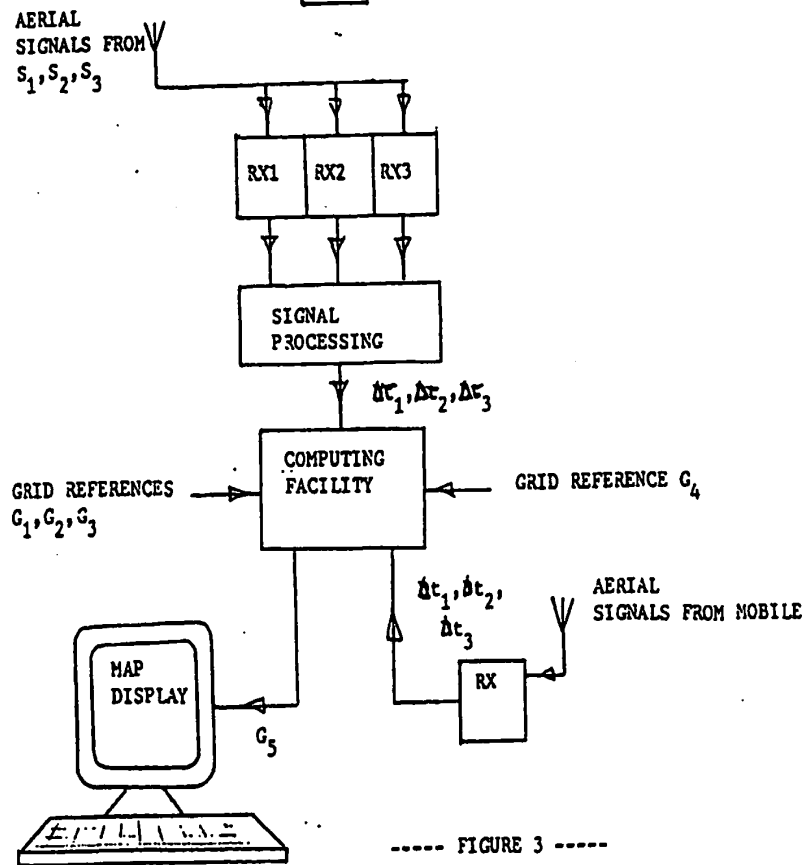 AERIAL
SIGNALS FROM
S₁,S₂,S₃
RX1 RX2 RX3
SIGNAL
PROCESSING
Δτ₁,Δτ₂,Δτ₃
COMPUTING
FACILITY
GRID REFERENCES
G₁,G₂,G₃
GRID REFERENCE G₄
Δt₁,Δt₂,
Δt₃
AERIAL
SIGNALS FROM MOBILE
RX
MAP
DISPLAY
G₅
----- FIGURE 3 -----